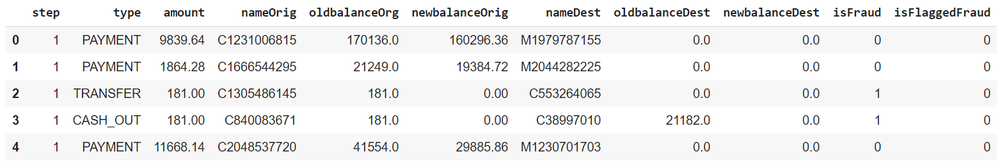 step type amount nameOrig oldbalanceOrg newbalanceOrig nameDest oldbalanceDest newbalanceDest isFraud isFlaggedFraud
0 1 PAYMENT 9839.64 C1231006815 170136.0 160296.36 M1979787155 0.0 0.0 0 0
1 1 PAYMENT 1864.28 C1666544295 21249.0 19384.72 M2044282225 0.0 0.0 0 0
2 1 TRANSFER 181.00 C1305486145 181.0 0.00 C553264065 0.0 0.0 1 0
3 1 CASH_OUT 181.00 C840083671 181.0 0.00 C38997010 21182.0 0.0 1 0
4 1 PAYMENT 11668.14 C2048537720 41554.0 29885.86 M1230701703 0.0 0.0 0 0